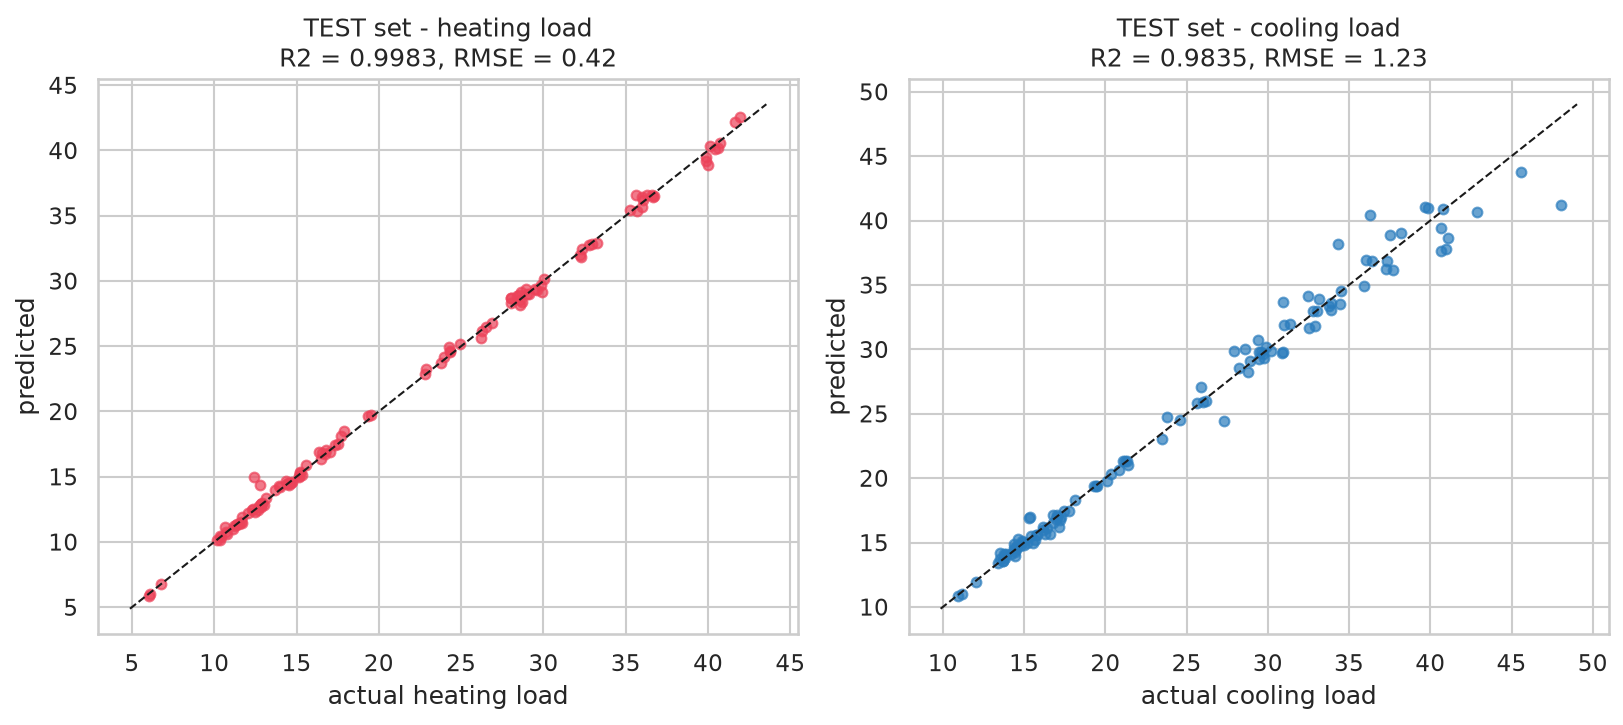 TEST set - heating load
R2 = 0.9983, RMSE = 0.42
45
40
35
30
25
20
15
10
5
predicted
5 10 15 20 25 30 35 40 45
actual heating load
TEST set - cooling load
R2 = 0.9835, RMSE = 1.23
50
45
40
35
30
25
20
15
10
predicted
10 15 20 25 30 35 40 45 50
actual cooling load